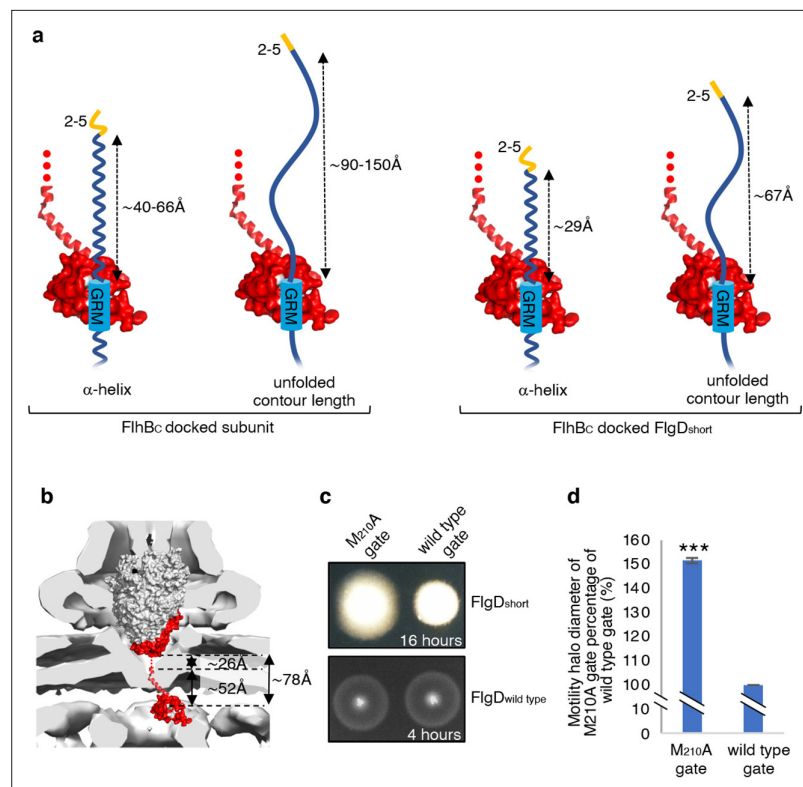 a
2-5
~40-66Å
GRM
α-helix
2-5
~90-150Å
GRM
unfolded
contour length
FlhBC docked subunit
2-5
~29Å
GRM
α-helix
2-5
~67Å
GRM
unfolded
contour length
FlhBC docked FlgDshort
b
~26Å
~52Å
~78Å
c
M210A
gate
wild type
gate
FlgDshort
16 hours
FlgDwild type
4 hours
d
Motility halo diameter of
M210A gate percentage of
wild type gate (%)
160
150
140
130
120
110
100
10
0
***
M210A
gate
wild type
gate